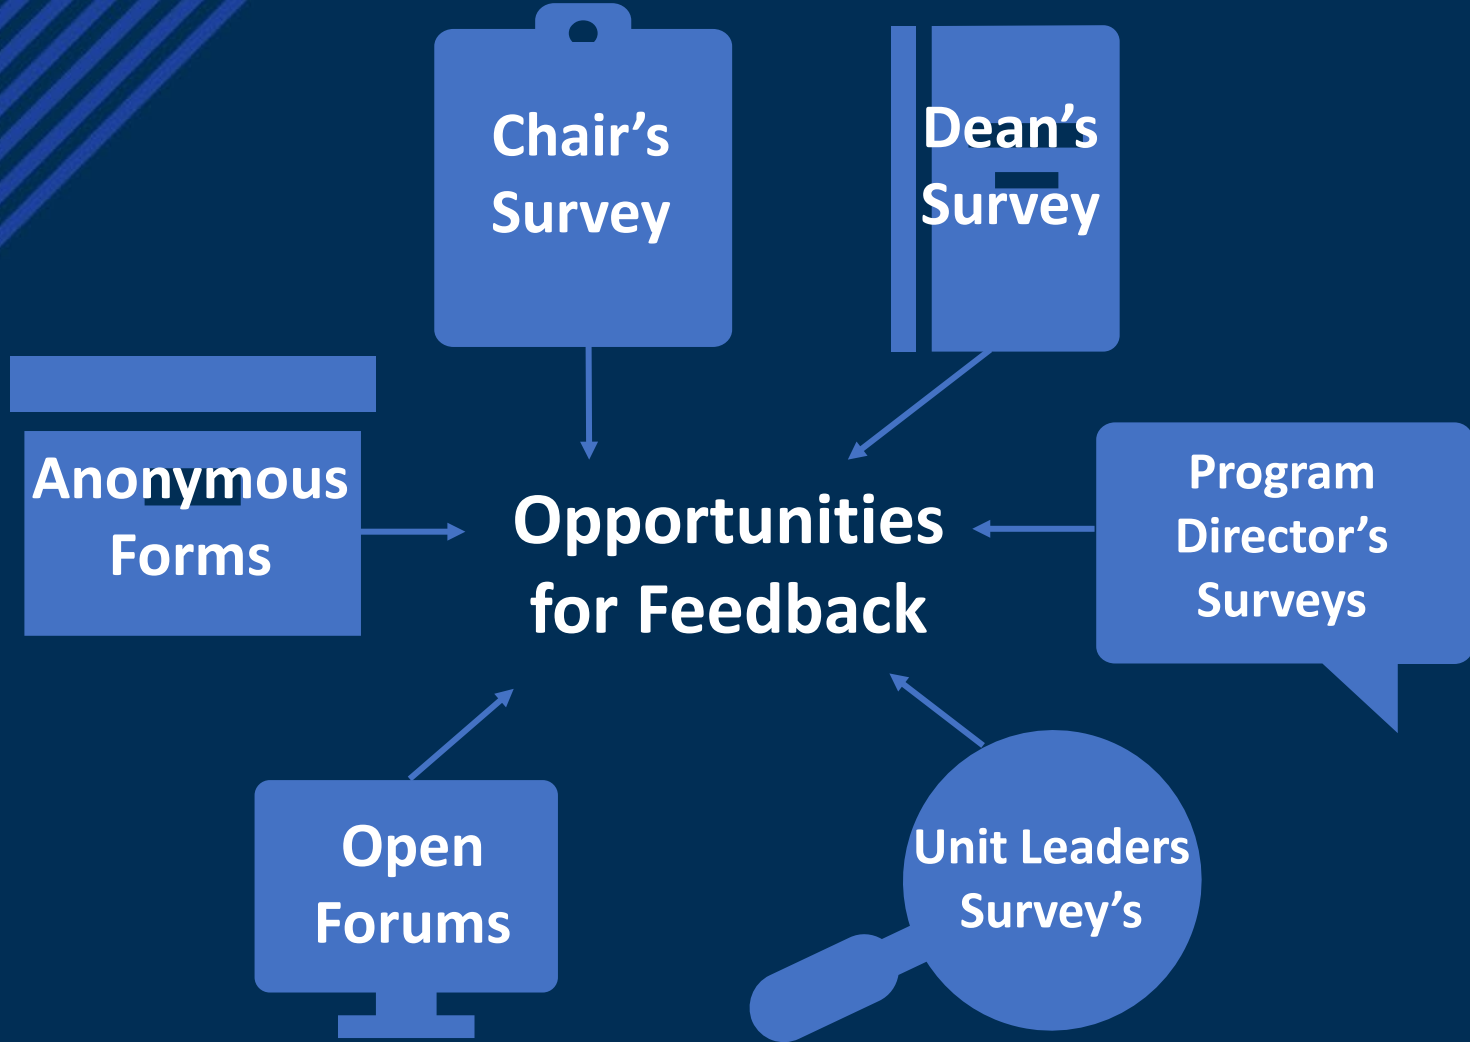 Chair’s
Survey
Dean’s
Survey
Anonymous
Forms
Opportunities
for Feedback
Program
Director’s
Surveys
Open
Forums
Unit Leaders
Survey’s